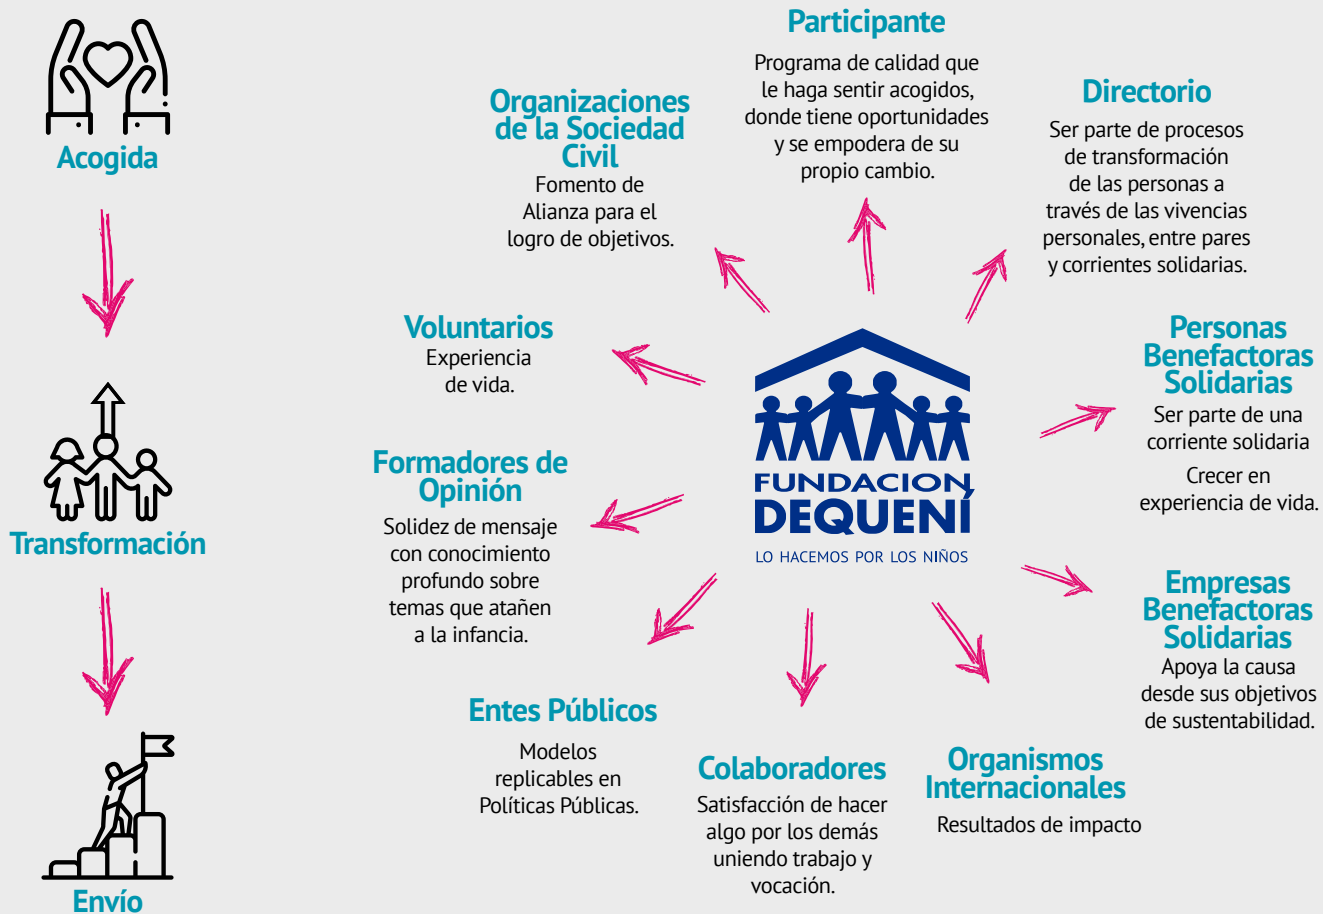 Acogida
Transformación
Envío
Participante
Programa de calidad que
le haga sentir acogidos,
donde tiene oportunidades
y se empodera de su
propio cambio.
Directorio
Ser parte de procesos
de transformación
de las personas a
través de las vivencias
personales, entre pares
y corrientes solidarias.
Personas
Benefactoras
Solidarias
Ser parte de una
corriente solidaria
Crecer en
experiencia de vida.
Empresas
Benefactoras
Solidarias
Apoya la causa
desde sus objetivos
de sustentabilidad.
Organismos
Internacionales
Resultados de impacto
Colaboradores
Satisfacción de hacer
algo por los demás
uniendo trabajo y
vocación.
Entes Públicos
Modelos
replicables en
Políticas Públicas.
Formadores de
Opinión
Solidez de mensaje
con conocimiento
profundo sobre
temas que atañen
a la infancia.
Voluntarios
Experiencia
de vida.
Organizaciones
de la Sociedad
Civil
Fomento de
Alianza para el
logro de objetivos.
FUNDACION
DEQUENÍ
LO HACEMOS POR LOS NIÑOS